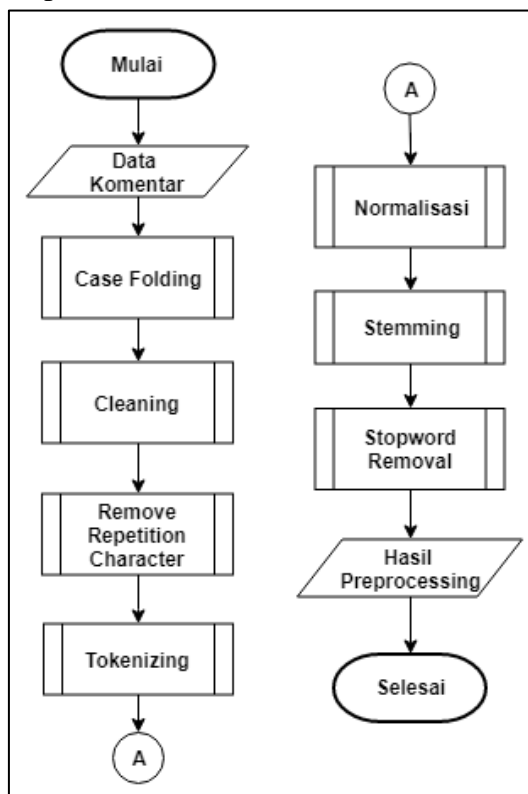 Mulai
Data
Komentar
Case Folding
Cleaning
Remove
Repetition
Character
Tokenizing
A
A
Normalisasi
Stemming
Stopword
Removal
Hasil
Preprocessing
Selesai